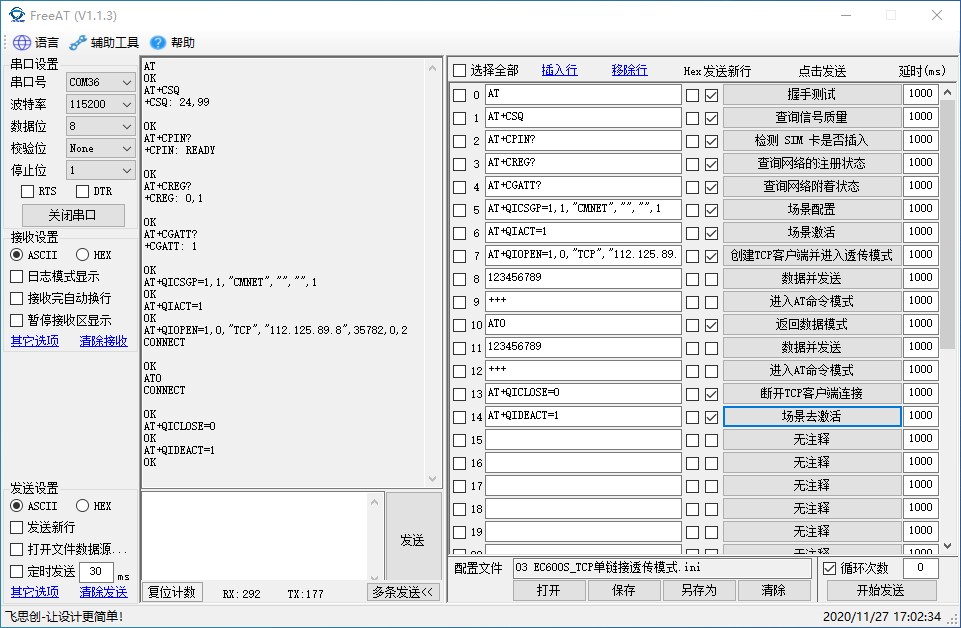 FreeAT (V1.1.3)
语言 辅助工具 帮助
串口设置
串口号 COM36
波特率 115200
数据位 8
校验位 None
停止位 1
RTS DTR
关闭串口
接收设置
ASCII HEX
日志模式显示
接收完自动换行
暂停接收区显示
其它选项 清除接收
发送设置
ASCII HEX
发送新行
打开文件数据源...
定时发送 30 ms
其它选项 清除发送
AT
OK
AT+CSQ
+CSQ: 24,99
OK
AT+CPIN?
+CPIN: READY
OK
AT+CREG?
+CREG: 0,1
OK
AT+CGATT?
+CGATT: 1
OK
AT+QICSGP=1,1,"CMNET","","",1
OK
AT+QIACT=1
OK
AT+QIOPEN=1,0,"TCP","112.125.89.8",35782,0,2
CONNECT
OK
ATO
CONNECT
OK
AT+QICLOSE=0
OK
AT+QIDEACT=1
OK
发送
复位计数 RX:292 TX:177 多条发送<<
选择全部 插入行 移除行 Hex发送新行 点击发送 延时(ms)
0 AT 握手测试 1000
1 AT+CSQ 查询信号质量 1000
2 AT+CPIN? 检测 SIM 卡是否插入 1000
3 AT+CREG? 查询网络的注册状态 1000
4 AT+CGATT? 查询网络附着状态 1000
5 AT+QICSGP=1,1,"CMNET","","",1 场景配置 1000
6 AT+QIACT=1 场景激活 1000
7 AT+QIOPEN=1,0,"TCP","112.125.89. 创建TCP客户端并进入透传模式 1000
8 123456789 数据并发送 1000
9 +++ 进入AT命令模式 1000
10 ATO 返回数据模式 1000
11 123456789 数据并发送 1000
12 +++ 进入AT命令模式 1000
13 AT+QICLOSE=0 断开TCP客户端连接 1000
14 AT+QIDEACT=1 场景去激活 1000
15 无注释 1000
16 无注释 1000
17 无注释 1000
18 无注释 1000
19 无注释 1000
20 无注释 1000
配置文件 03 EC600S_TCP单链接透传模式.ini 循环次数 0
打开 保存 另存为 清除 开始发送
飞思创-让设计更简单! 2020/11/27 17:02:34